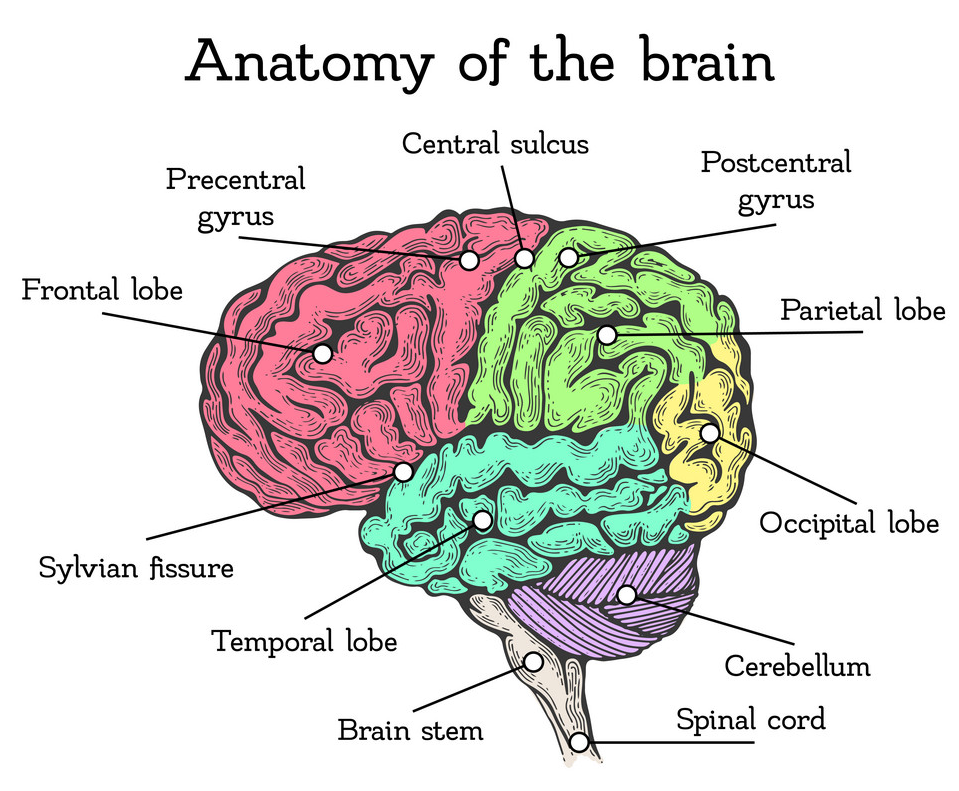 Anatomy of the brain
Central sulcus
Precentral
gyrus
Postcentral
gyrus
Frontal lobe
Parietal lobe
Occipital lobe
Sylvian fissure
Temporal lobe
Cerebellum
Brain stem
Spinal cord